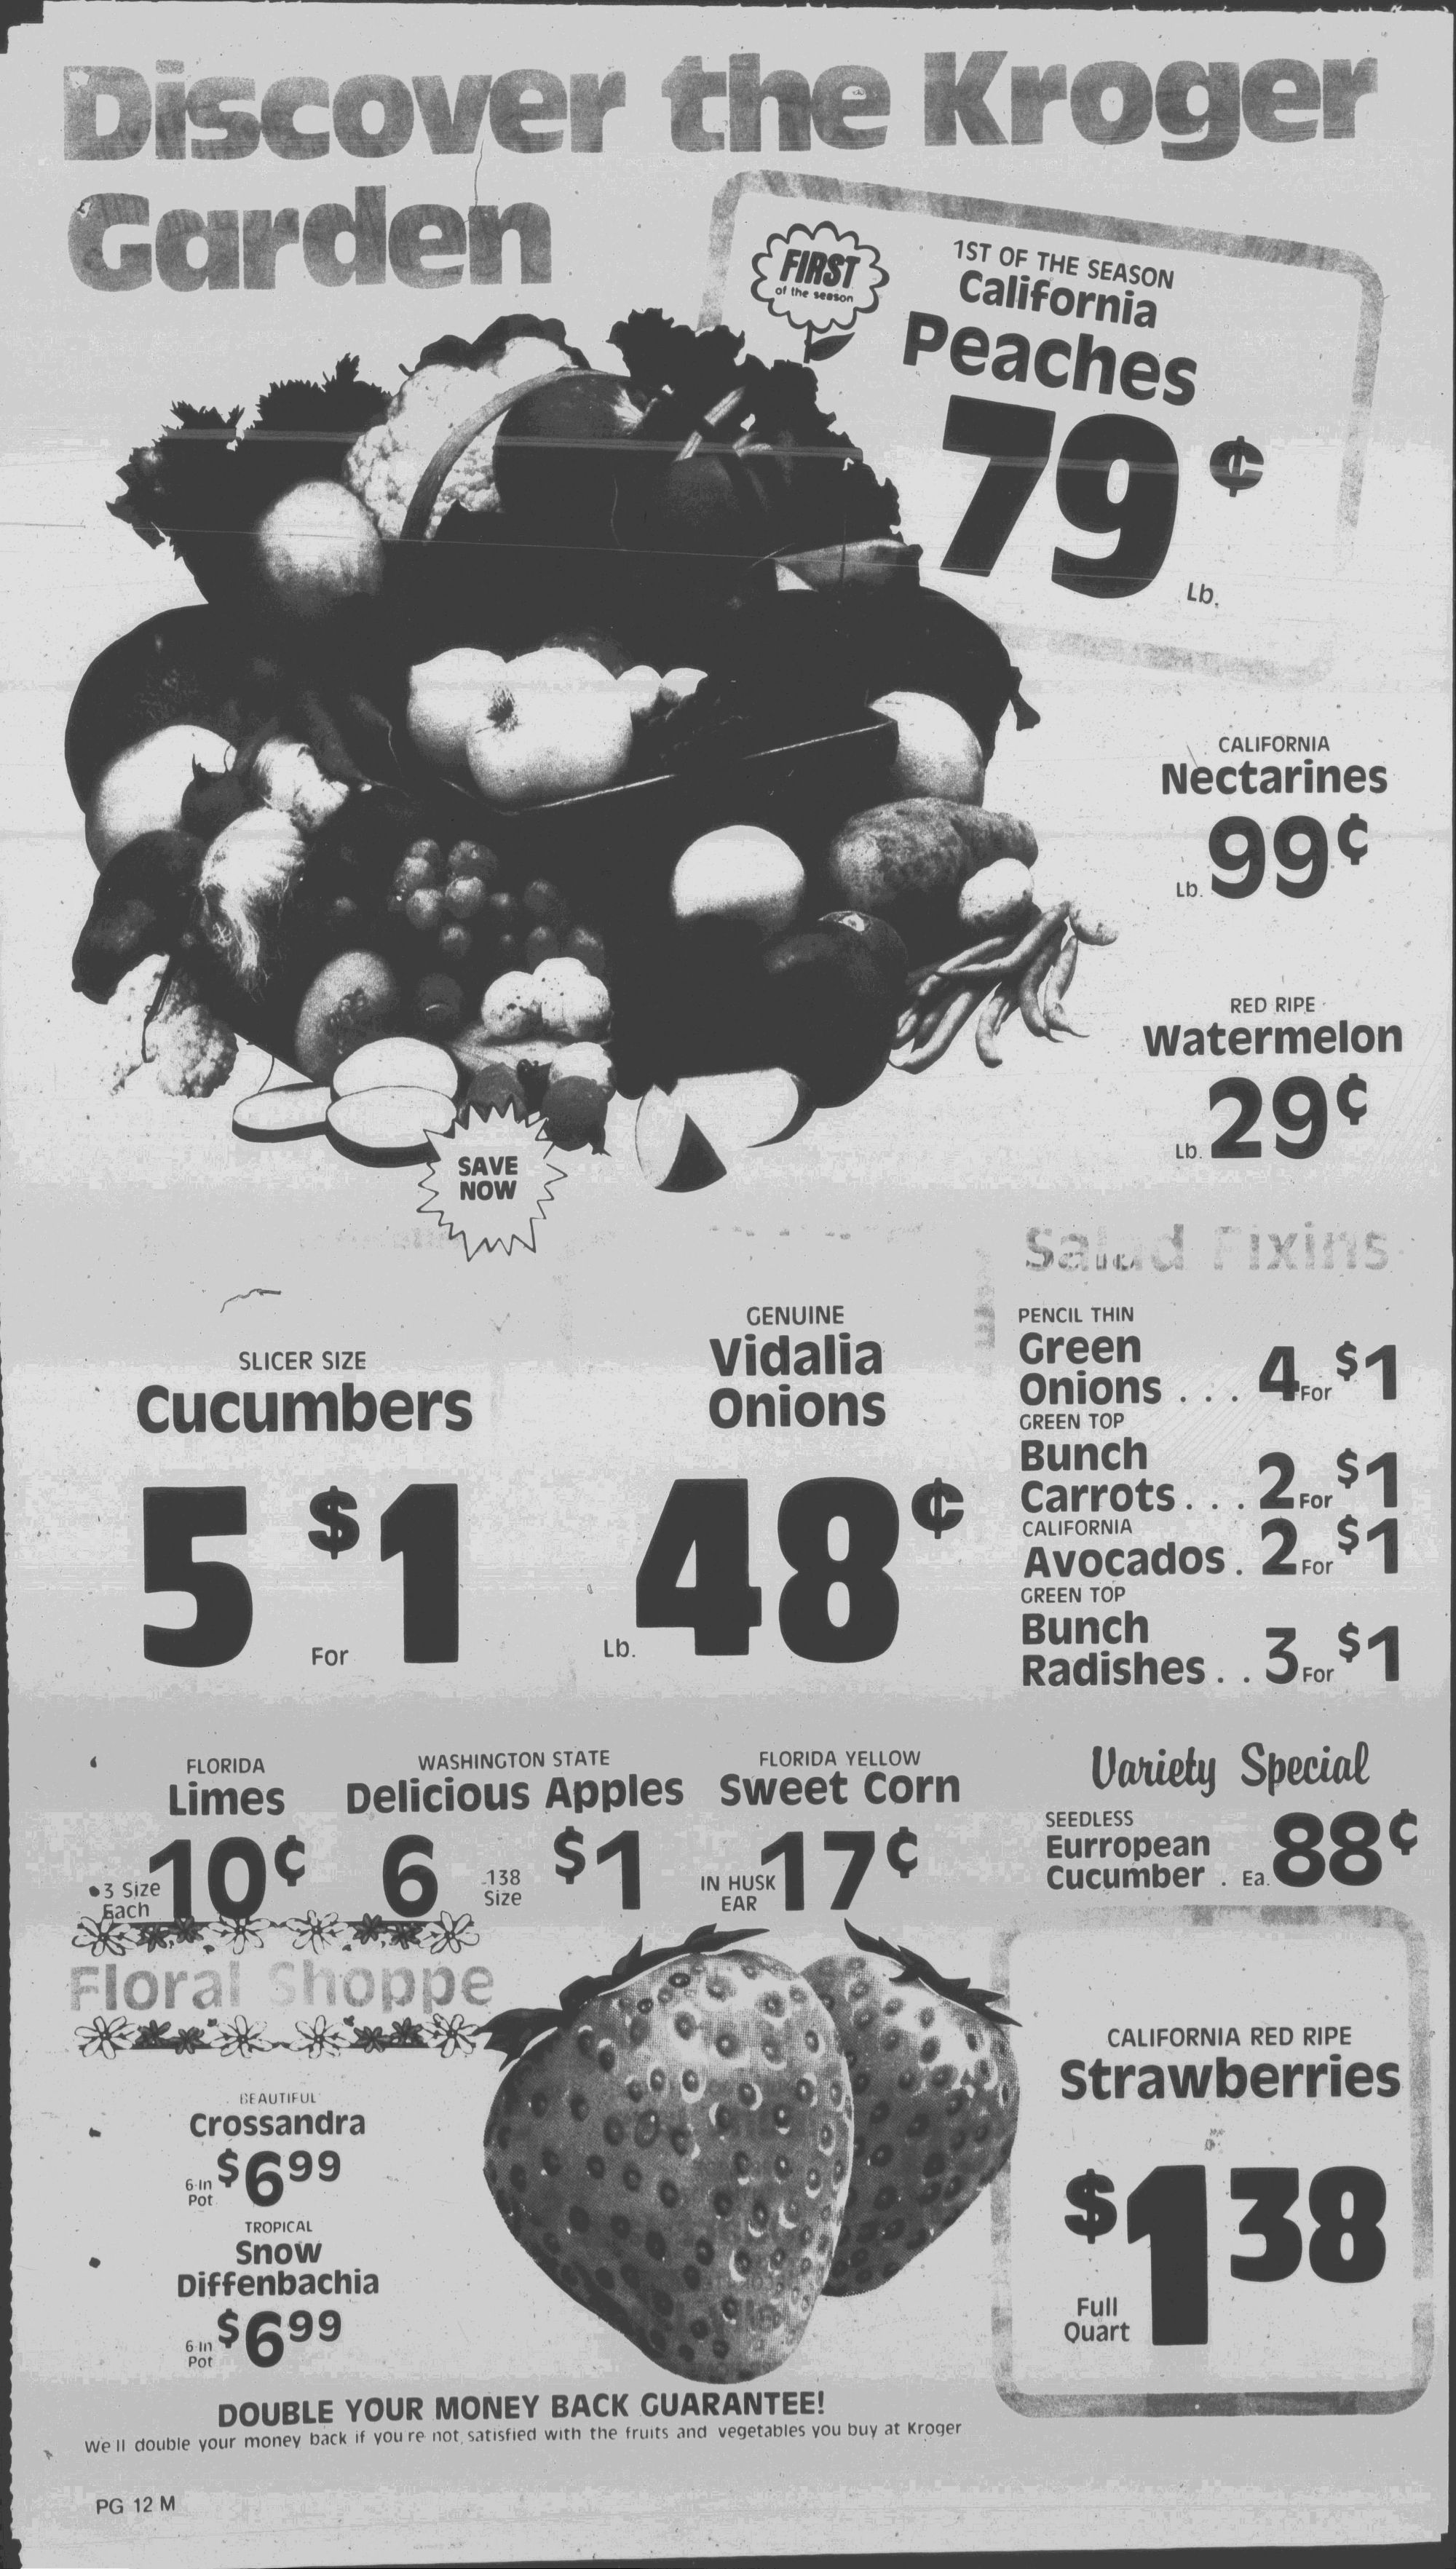 Discover the Kroger
Garden
FIRST
of the season
1ST OF THE SEASON
California
Peaches
79¢
Lb.
CALIFORNIA
Nectarines
Lb. 99¢
RED RIPE
Watermelon
Lb. 29¢
SAVE
NOW
SLICER SIZE
Cucumbers
5 For $1
GENUINE
Vidalia
Onions
Lb. 48¢
Salad Fixins
PENCIL THIN
Green
Onions . . . 4 For $1
GREEN TOP
Bunch
Carrots . . . 2 For $1
CALIFORNIA
Avocados . 2 For $1
GREEN TOP
Bunch
Radishes . . 3 For $1
FLORIDA
Limes
3 Size
Each 10¢
WASHINGTON STATE
Delicious Apples
6 138
Size $1
FLORIDA YELLOW
Sweet Corn
IN HUSK
EAR 17¢
Variety Special
SEEDLESS
Eurropean
Cucumber . Ea. 88¢
Floral Shoppe
BEAUTIFUL
Crossandra
6-In
Pot $6 99
TROPICAL
Snow
Diffenbachia
6 In
Pot $6 99
CALIFORNIA RED RIPE
Strawberries
$1 38
Full
Quart
DOUBLE YOUR MONEY BACK GUARANTEE!
We ll double your money back if you re not satisfied with the fruits and vegetables you buy at Kroger
PG 12 M